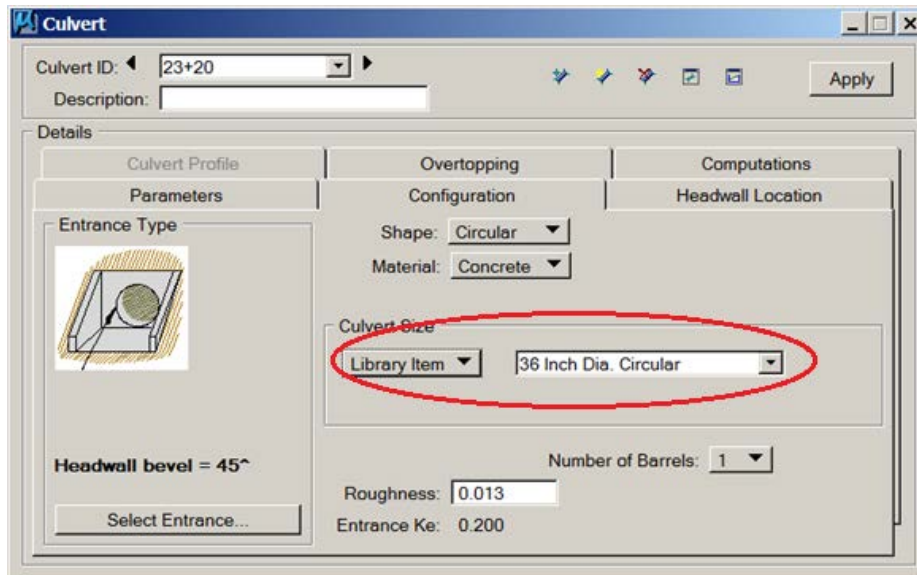 Culvert
Culvert ID: 23+20
Apply
Description:
Details
Culvert Profile Overtopping Computations
Parameters Configuration Headwall Location
Entrance Type
Shape: Circular
Material: Concrete
Culvert Size
Library Item 36 Inch Dia. Circular
Headwall bevel = 45^
Number of Barrels: 1
Roughness: 0.013
Select Entrance...
Entrance Ke: 0.200